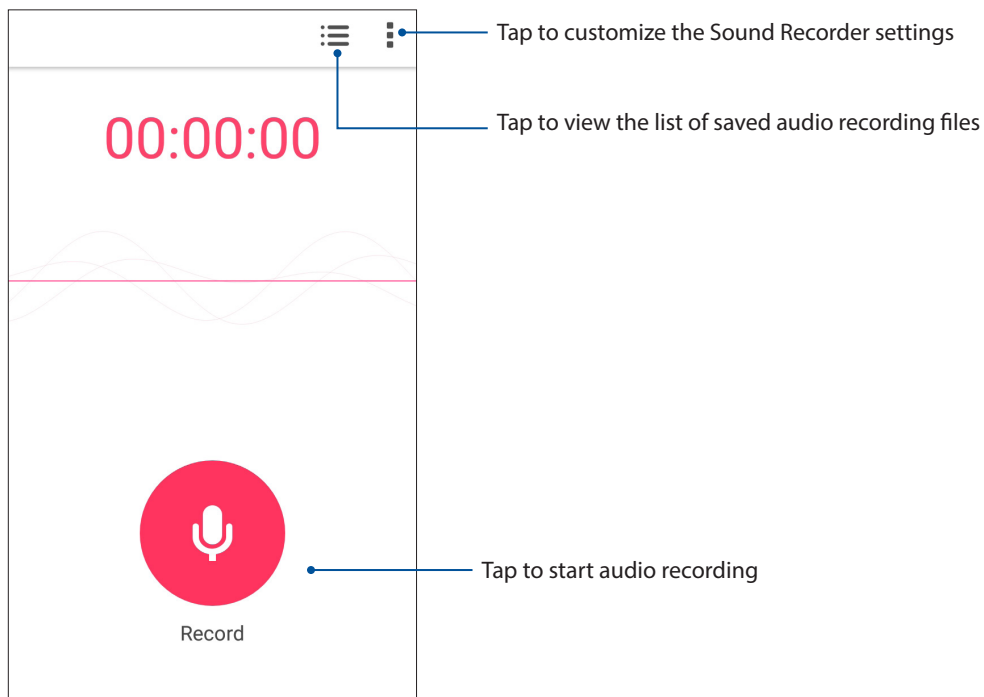 Tap to customize the Sound Recorder settings
Tap to view the list of saved audio recording files
00:00:00
Tap to start audio recording
Record